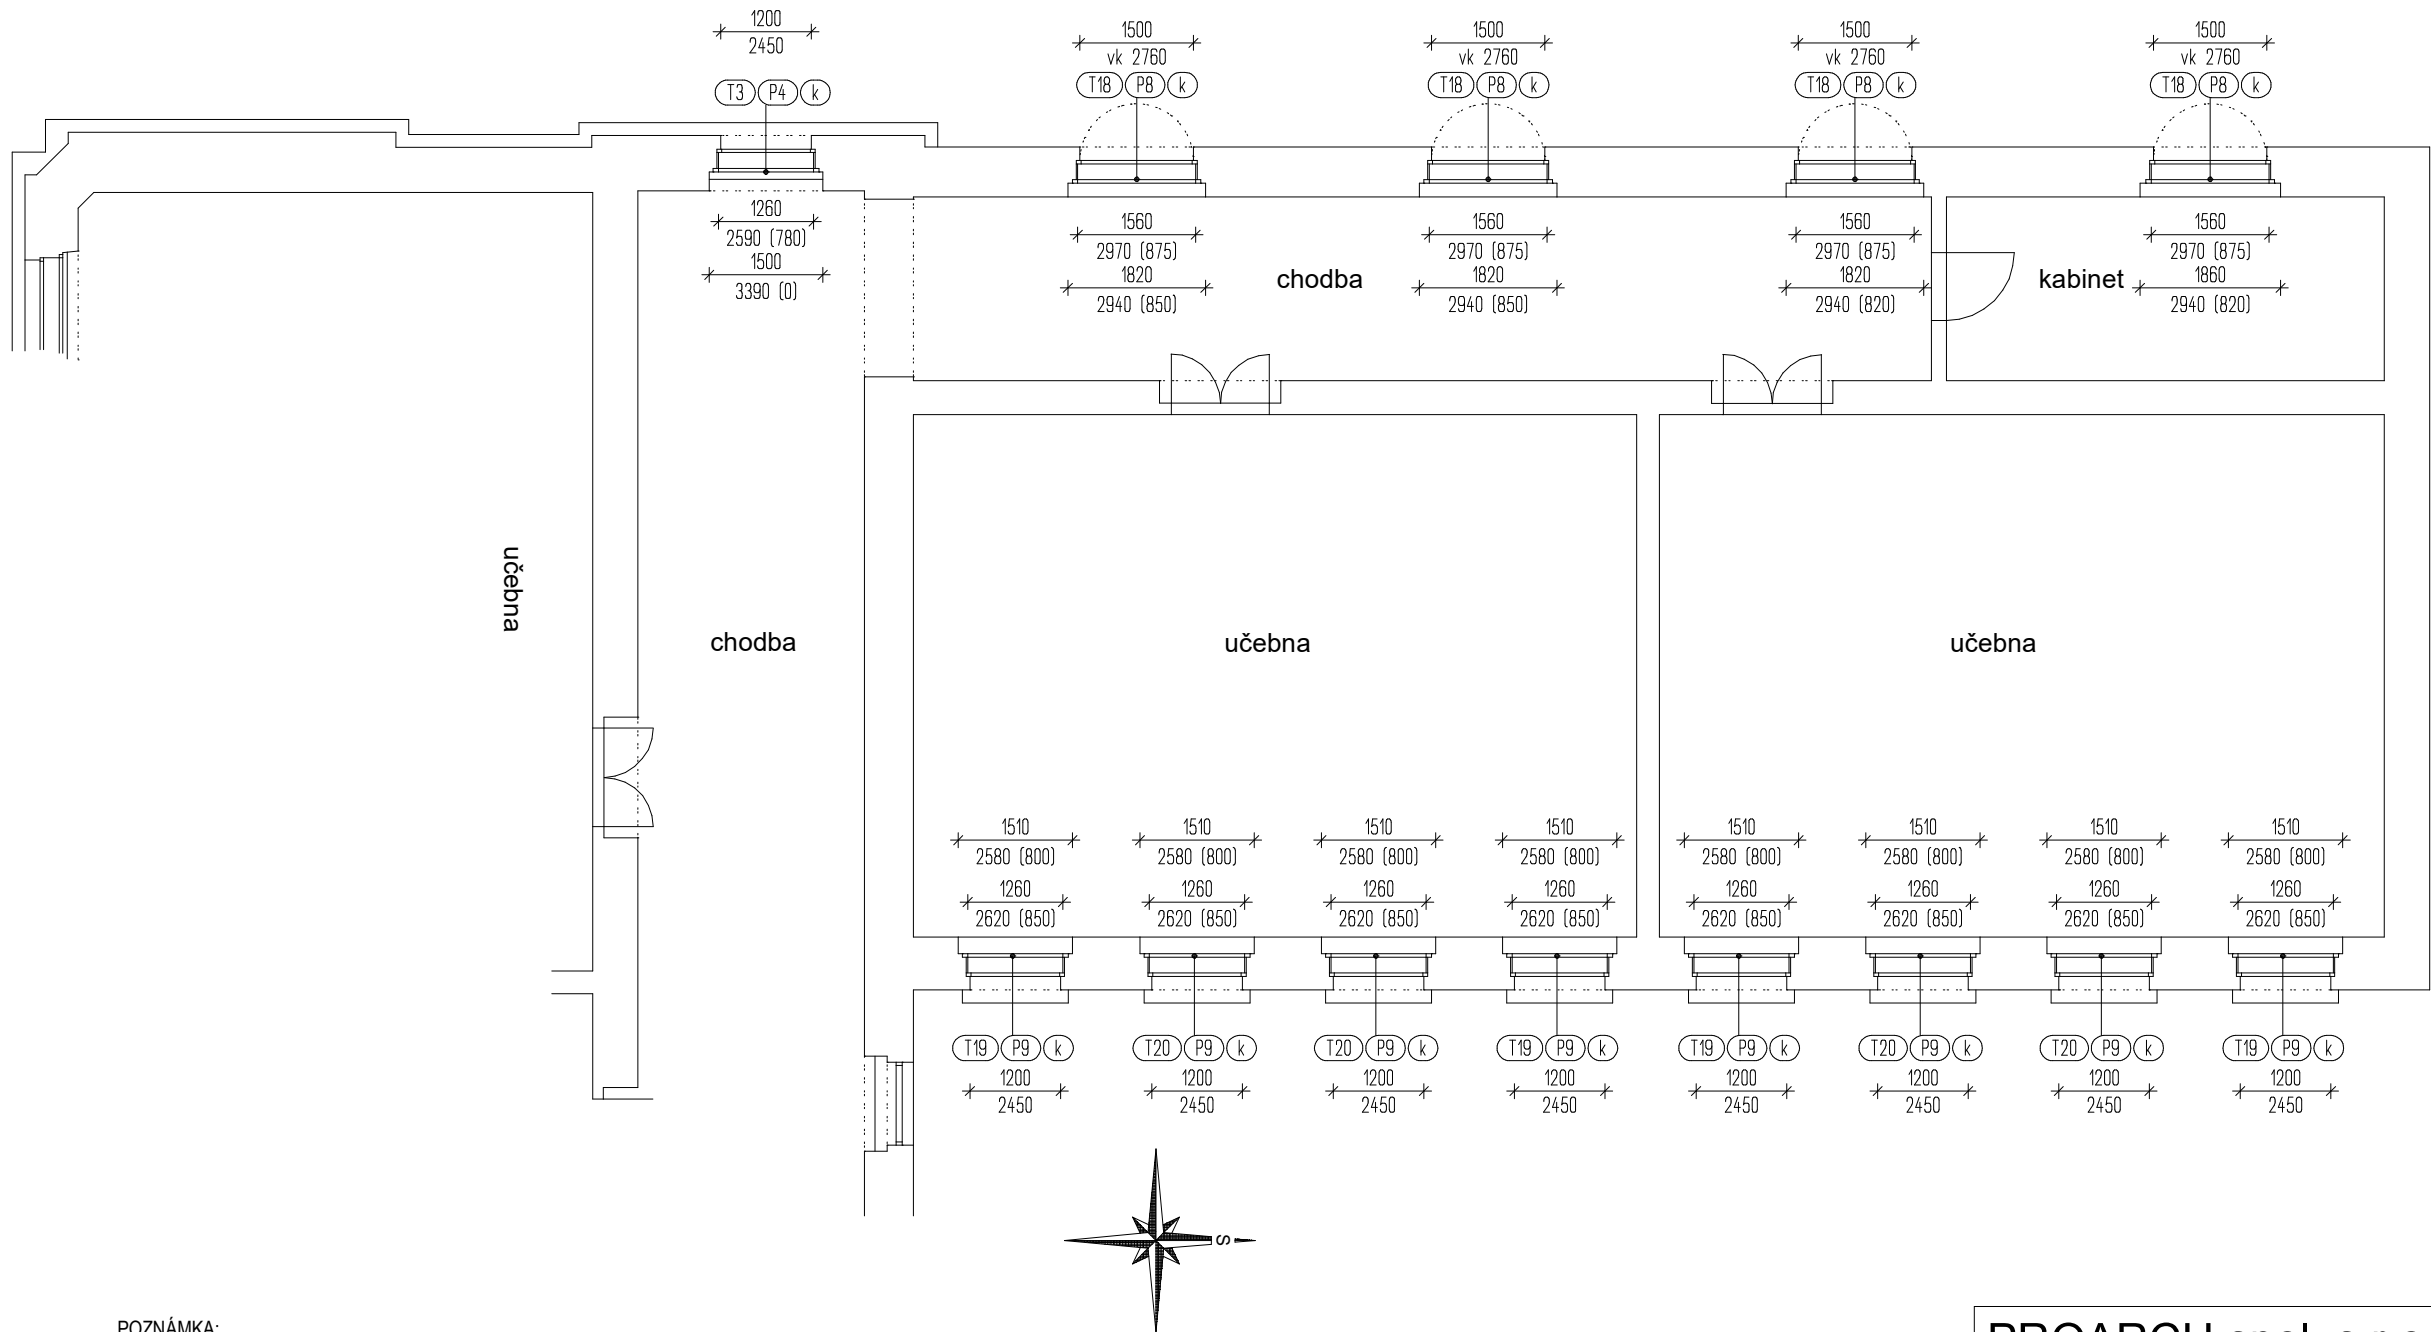 1200 1500 1500 1500 1500
2450 vk 2760 vk 2760 vk 2760 vk 2760
T3 P4 k T18 P8 k T18 P8 k T18 P8 k T18 P8 k
1260 1560 1560 1560 1560
2590 (780) 2970 (875) 2970 (875) 2970 (875) 2970 (875)
1500 1820 1820 1820 1860
3390 (0) 2940 (850) 2940 (850) 2940 (820) 2940 (820)
chodba kabinet
učebna
chodba učebna učebna
1510 1510 1510 1510 1510 1510 1510 1510
2580 (800) 2580 (800) 2580 (800) 2580 (800) 2580 (800) 2580 (800) 2580 (800) 2580 (800)
1260 1260 1260 1260 1260 1260 1260 1260
2620 (850) 2620 (850) 2620 (850) 2620 (850) 2620 (850) 2620 (850) 2620 (850) 2620 (850)
T19 P9 k T20 P9 k T20 P9 k T19 P9 k T19 P9 k T20 P9 k T20 P9 k T19 P9 k
1200 1200 1200 1200 1200 1200 1200 1200
2450 2450 2450 2450 2450 2450 2450 2450
S
POZNÁMKA:
PROARCH